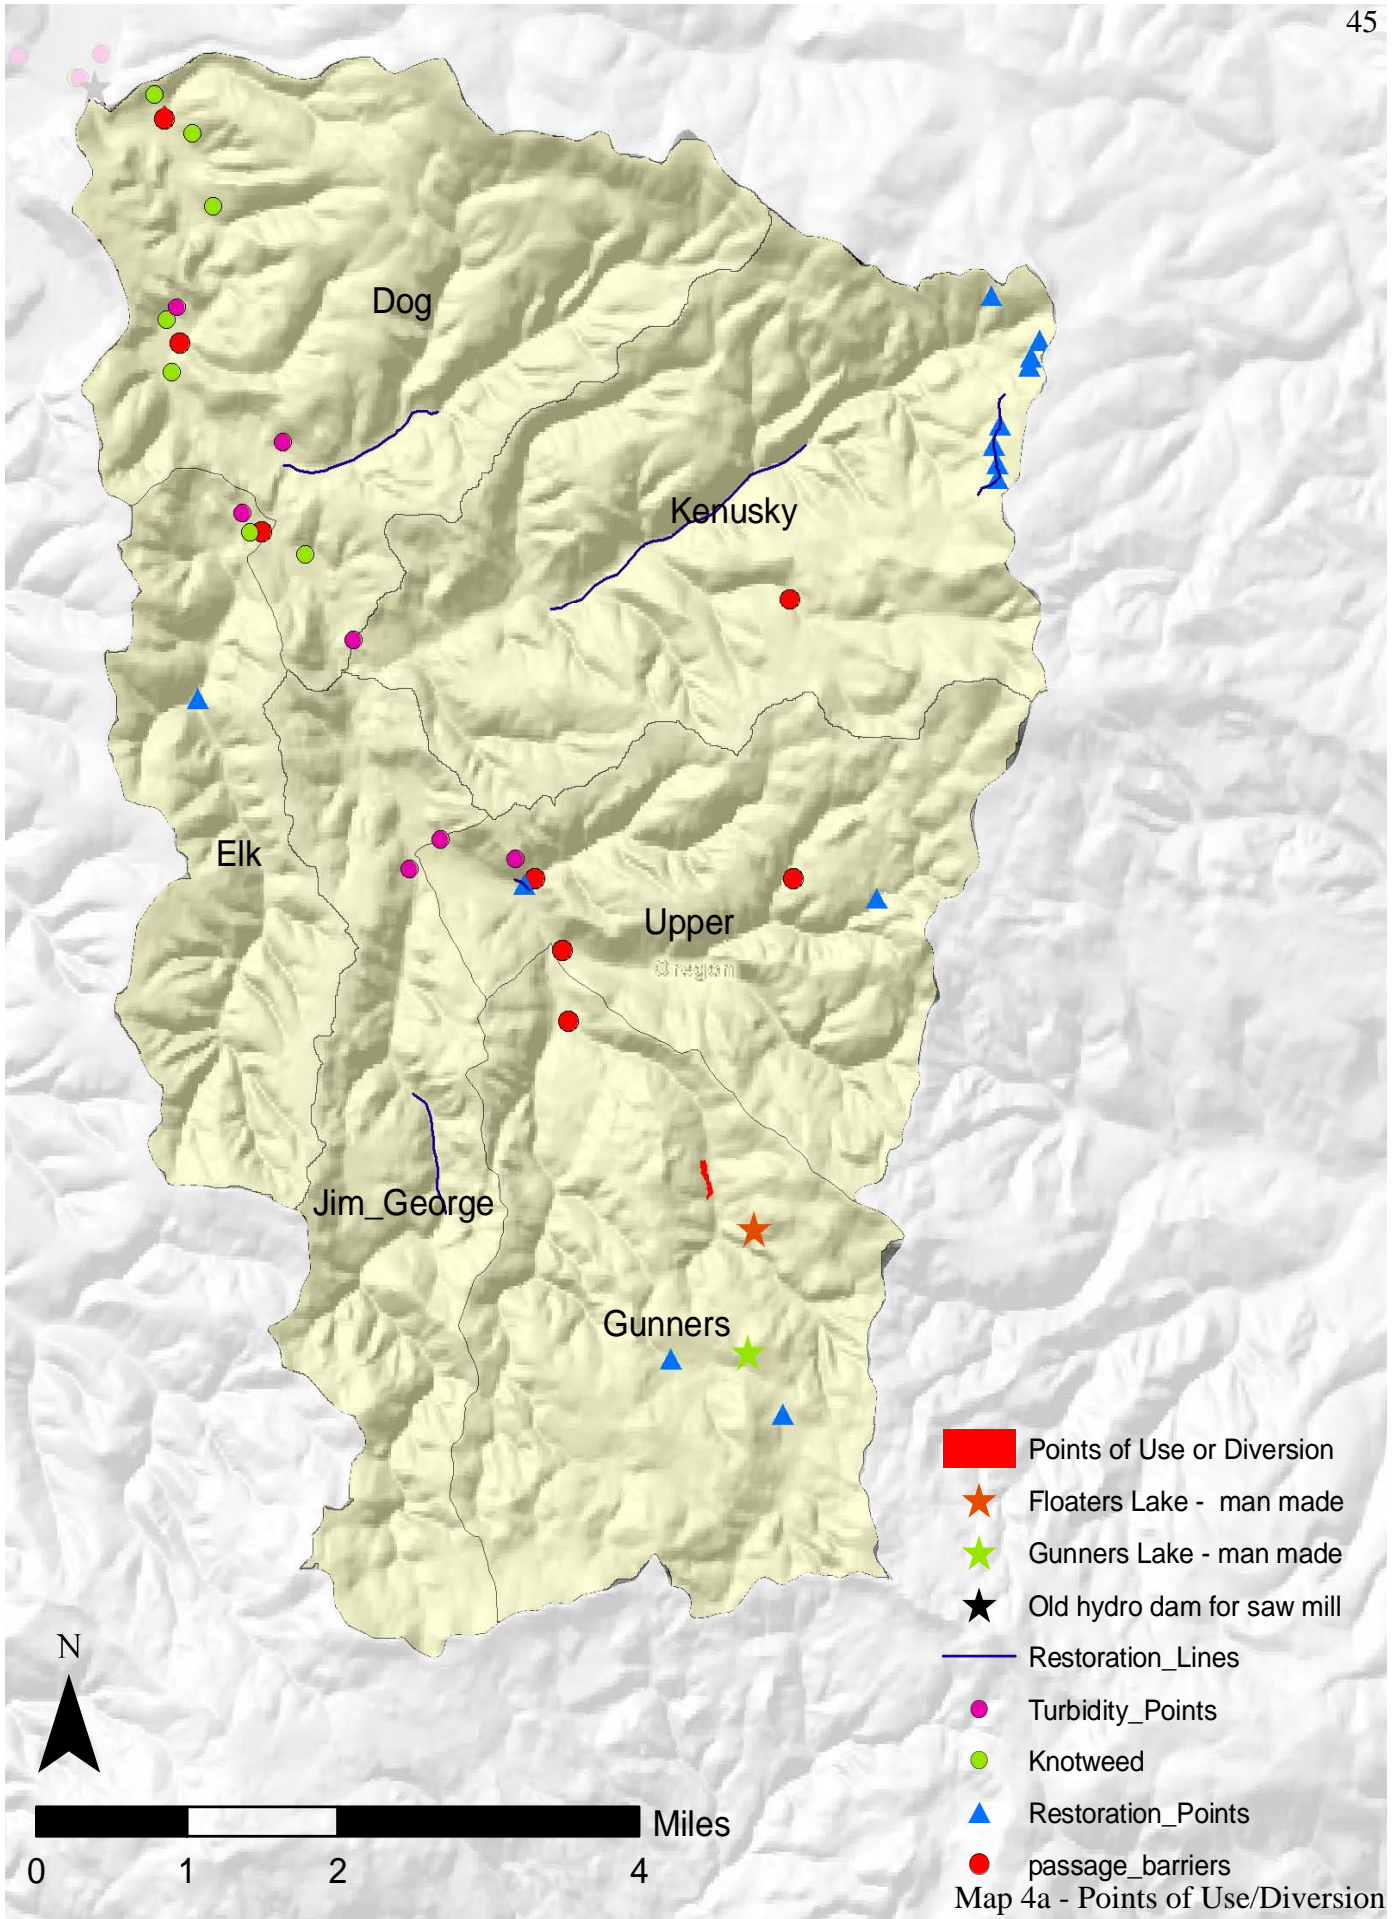 45
Dog
Kenusky
Elk
Upper
Oregon
Jim_George
Gunners
Points of Use or Diversion
Floaters Lake - man made
Gunners Lake - man made
Old hydro dam for saw mill
Restoration_Lines
Turbidity_Points
Knotweed
Restoration_Points
passage_barriers
N
Miles
0 1 2 4
Map 4a - Points of Use/Diversion